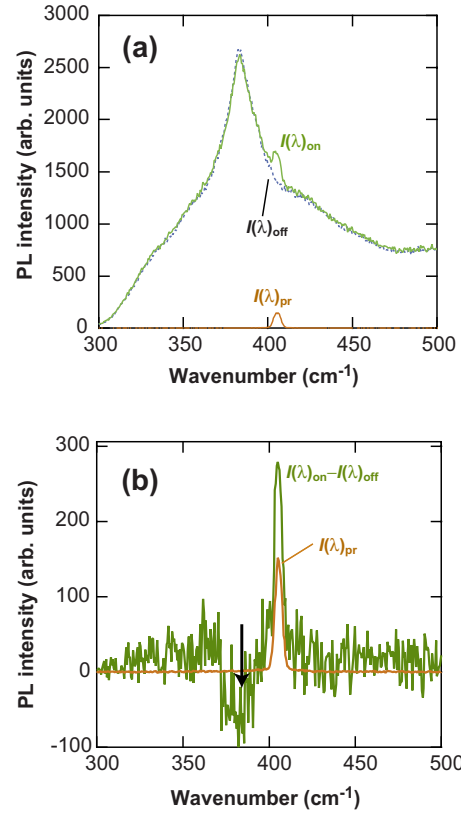 (a)
PL intensity (arb. units)
3000
2500
2000
1500
1000
500
0
I(λ)on
I(λ)off
I(λ)pr
300 350 400 450 500
Wavenumber (cm-1)
(b)
PL intensity (arb. units)
300
200
100
0
-100
I(λ)on–I(λ)off
I(λ)pr
300 350 400 450 500
Wavenumber (cm-1)